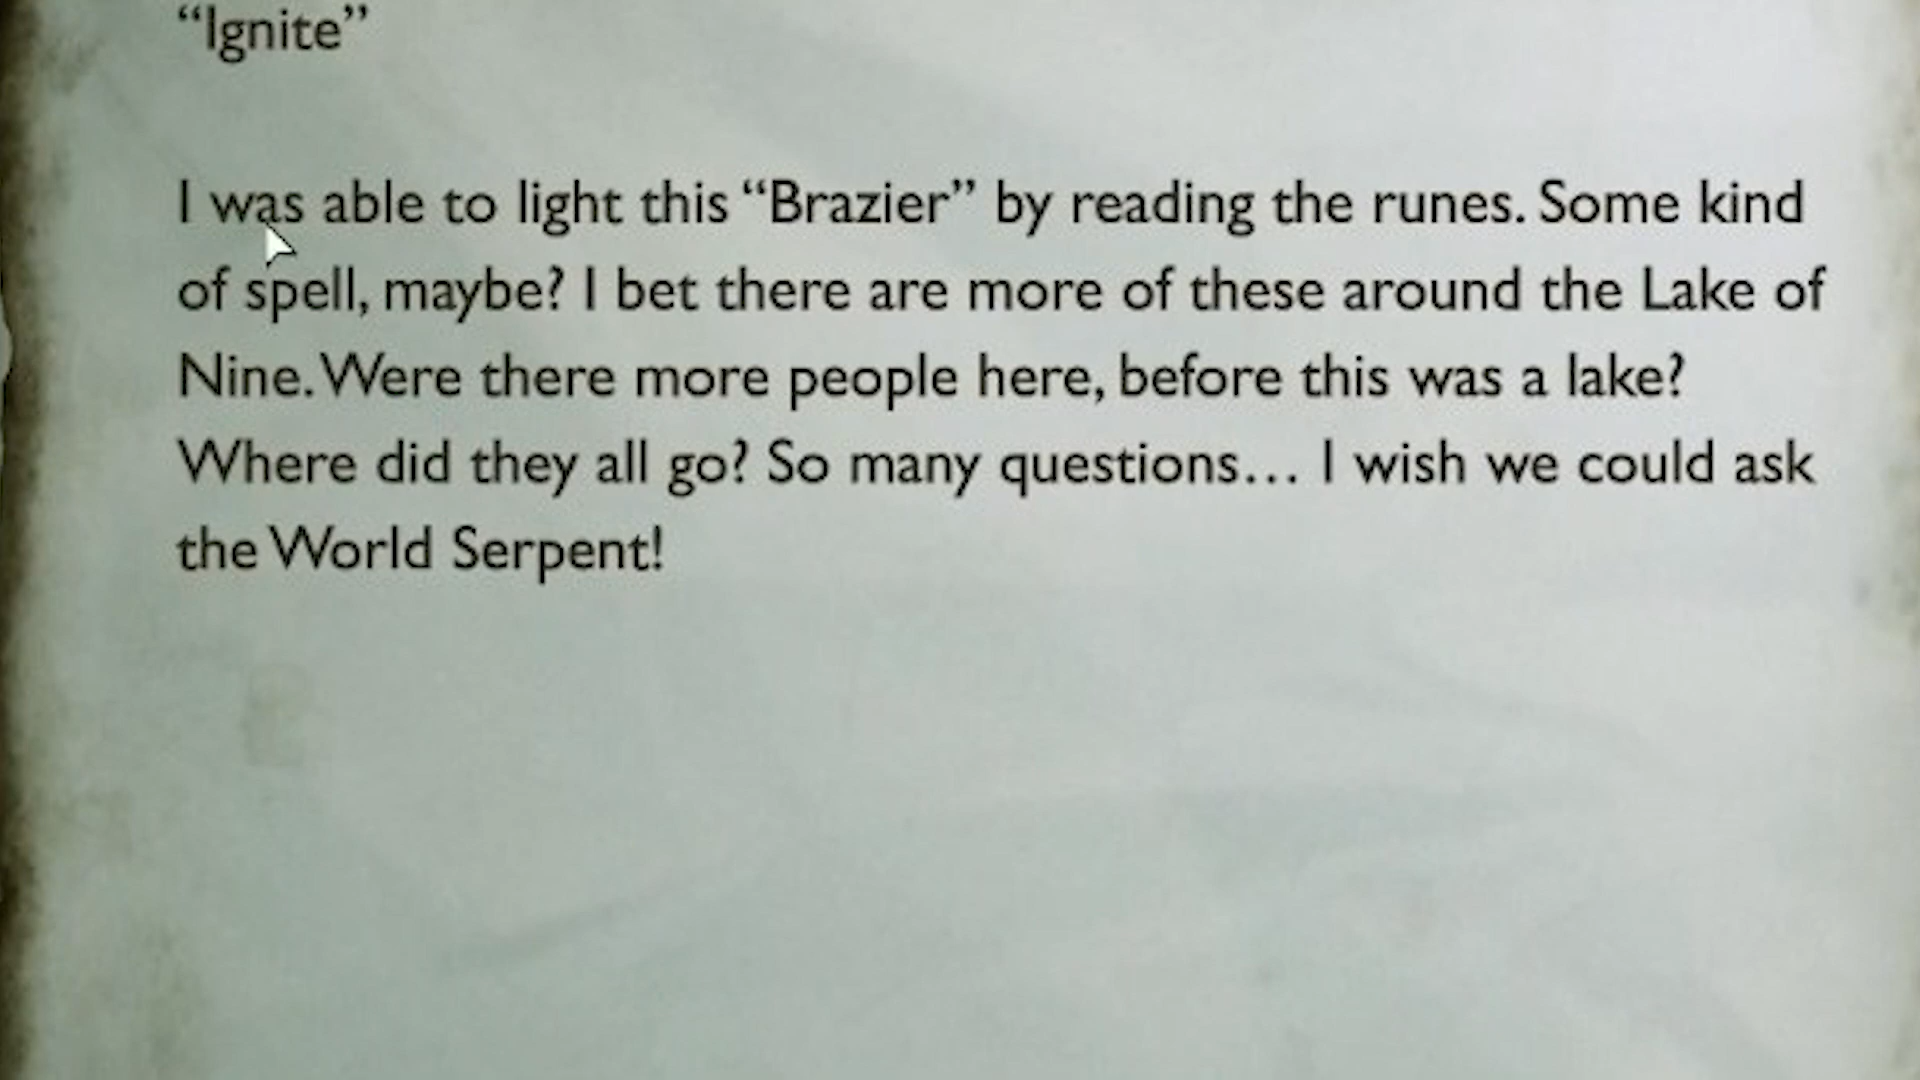 “Ignite”
I was able to light this “Brazier” by reading the runes. Some kind
of spell, maybe? I bet there are more of these around the Lake of
Nine. Were there more people here, before this was a lake?
Where did they all go? So many questions… I wish we could ask
the World Serpent!